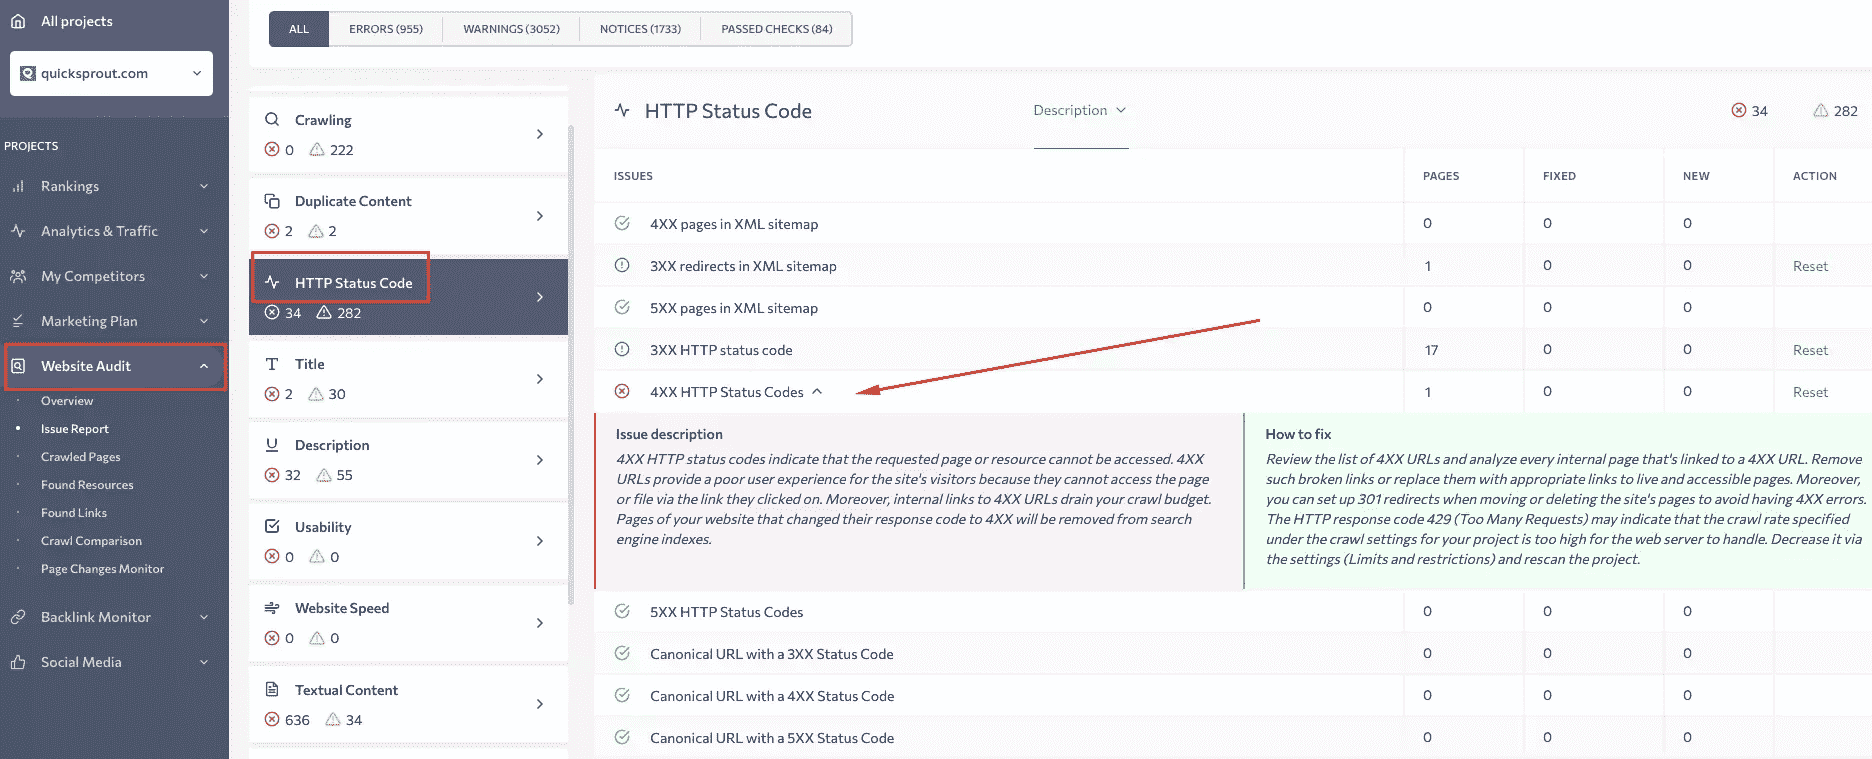 All projects
quicksprout.com
PROJECTS
Rankings
Analytics & Traffic
My Competitors
Marketing Plan
Website Audit
Overview
Issue Report
Crawled Pages
Found Resources
Found Links
Crawl Comparison
Page Changes Monitor
Backlink Monitor
Social Media
ALL ERRORS (955) WARNINGS (3052) NOTICES (1733) PASSED CHECKS (84)
Crawling
0 222
Duplicate Content
2 2
HTTP Status Code
34 282
Title
2 30
Description
32 55
Usability
0 0
Website Speed
0 0
Textual Content
636 34
HTTP Status Code Description 34 282
ISSUES PAGES FIXED NEW ACTION
4XX pages in XML sitemap 0 0 0
3XX redirects in XML sitemap 1 0 0 Reset
5XX pages in XML sitemap 0 0 0
3XX HTTP status code 17 0 0 Reset
4XX HTTP Status Codes 1 0 0 Reset
Issue description
4XX HTTP status codes indicate that the requested page or resource cannot be accessed. 4XX
URLs provide a poor user experience for the site's visitors because they cannot access the page
or file via the link they clicked on. Moreover, internal links to 4XX URLs drain your crawl budget.
Pages of your website that changed their response code to 4XX will be removed from search
engine indexes.
How to fix
Review the list of 4XX URLs and analyze every internal page that's linked to a 4XX URL. Remove
such broken links or replace them with appropriate links to live and accessible pages. Moreover,
you can set up 301 redirects when moving or deleting the site's pages to avoid having 4XX errors.
The HTTP response code 429 (Too Many Requests) may indicate that the crawl rate specified
under the crawl settings for your project is too high for the web server to handle. Decrease it via
the settings (Limits and restrictions) and rescan the project.
5XX HTTP Status Codes 0 0 0
Canonical URL with a 3XX Status Code 0 0 0
Canonical URL with a 4XX Status Code 0 0 0
Canonical URL with a 5XX Status Code 0 0 0